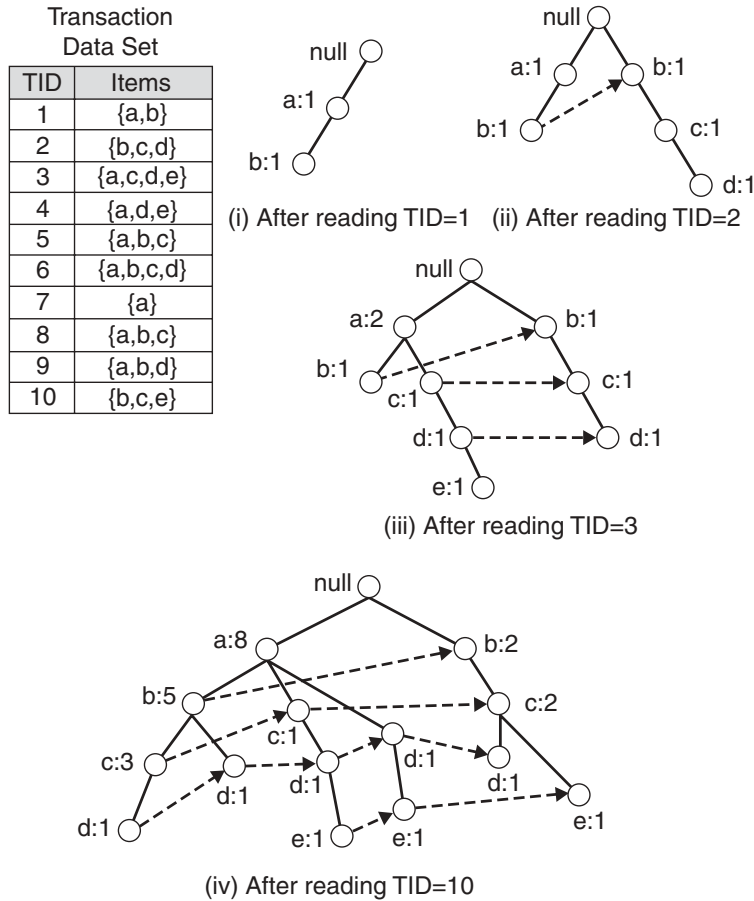 Transaction
Data Set
TID Items
1 {a,b}
2 {b,c,d}
3 {a,c,d,e}
4 {a,d,e}
5 {a,b,c}
6 {a,b,c,d}
7 {a}
8 {a,b,c}
9 {a,b,d}
10 {b,c,e}
null
a:1
b:1
(i) After reading TID=1
null
a:1 b:1
b:1 c:1
d:1
(ii) After reading TID=2
null
a:2 b:1
b:1 c:1 c:1
d:1 d:1
e:1
(iii) After reading TID=3
null
a:8 b:2
b:5 c:1 c:2
c:3 d:1 d:1 d:1 d:1
d:1 e:1 e:1 e:1
(iv) After reading TID=10